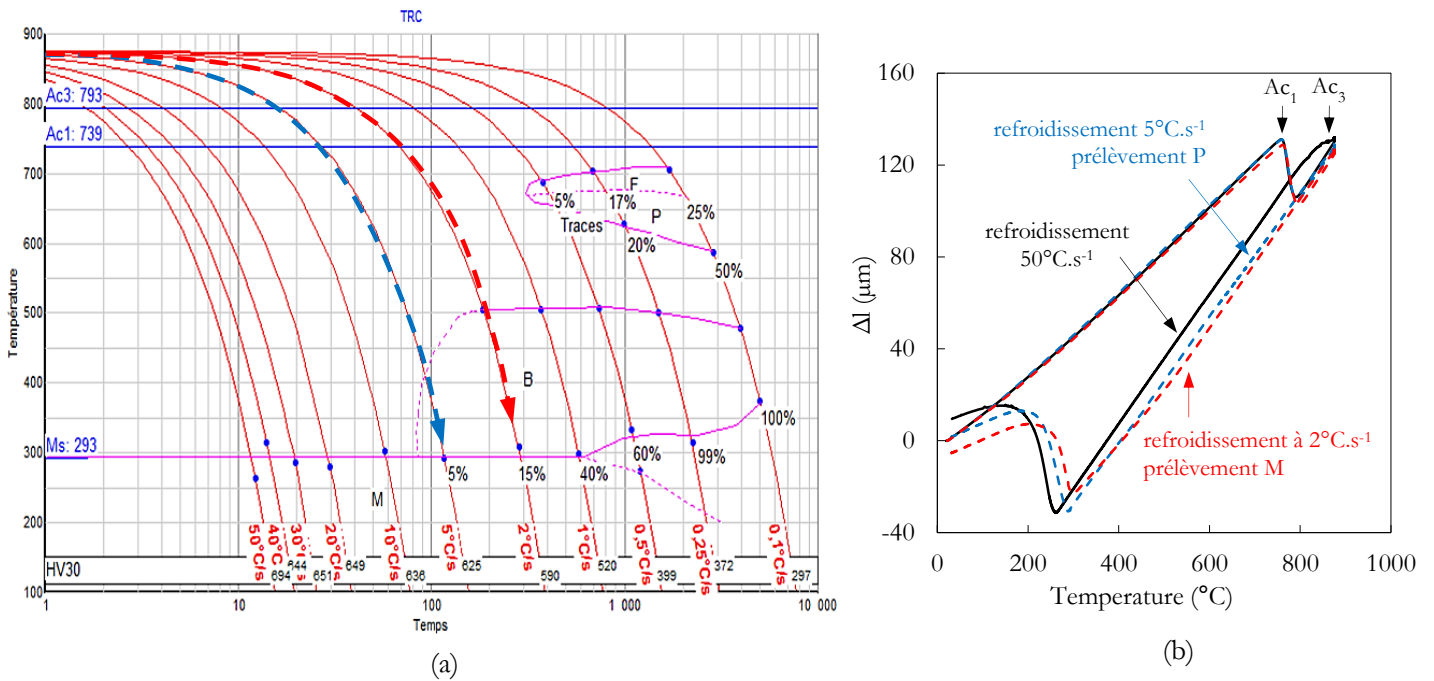 TRC
900
800
700
600
500
400
300
200
100
Température
Ac3: 793
Ac1: 739
Ms: 293
F
5%
17%
25%
Traces
P
20%
50%
B
100%
60%
99%
5%
15%
40%
M
50°C/s
40°C/s
30°C/s
20°C/s
10°C/s
5°C/s
2°C/s
1°C/s
0,5°C/s
0,25°C/s
0,1°C/s
HV30
694
644
651
649
638
625
590
520
399
372
297
1
10
100
1 000
10 000
Temps
(a)
160
120
80
40
0
-40
Δl (µm)
Ac1
Ac3
refroidissement 5°C.s-1
prélèvement P
refroidissement
50°C.s-1
refroidissement à 2°C.s-1
prélèvement M
0
200
400
600
800
1000
Temperature (°C)
(b)